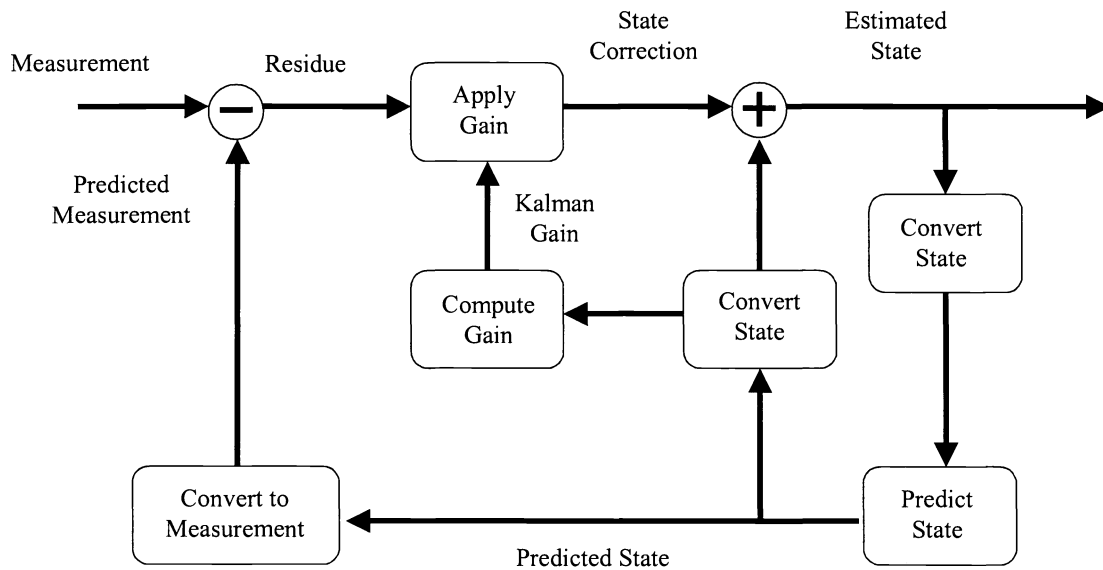 State
Correction
Estimated
State
Measurement
Residue
−
Apply
Gain
+
Predicted
Measurement
Kalman
Gain
Convert
State
Compute
Gain
Convert
State
Convert to
Measurement
Predict
State
Predicted State